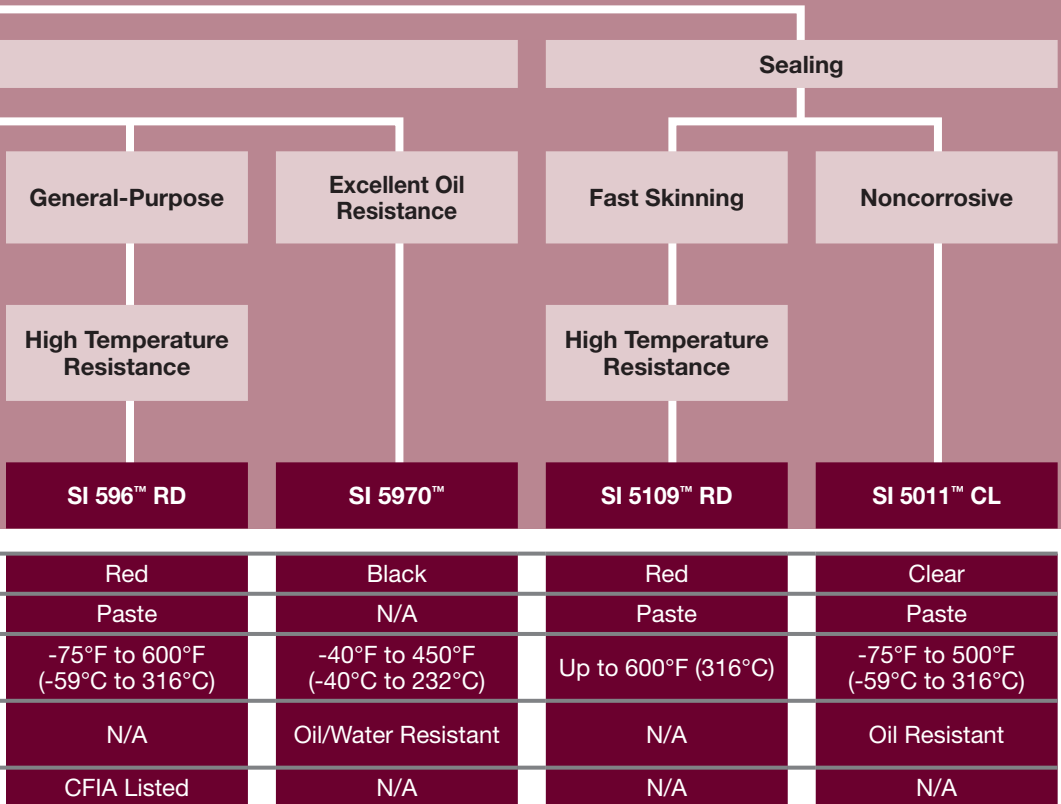 Sealing
General-Purpose
Excellent Oil
Resistance
Fast Skinning
Noncorrosive
High Temperature
Resistance
High Temperature
Resistance
SI 596™ RD
SI 5970™
SI 5109™ RD
SI 5011™ CL
Red
Black
Red
Clear
Paste
N/A
Paste
Paste
-75°F to 600°F
(-59°C to 316°C)
-40°F to 450°F
(-40°C to 232°C)
Up to 600°F (316°C)
-75°F to 500°F
(-59°C to 316°C)
N/A
Oil/Water Resistant
N/A
Oil Resistant
CFIA Listed
N/A
N/A
N/A